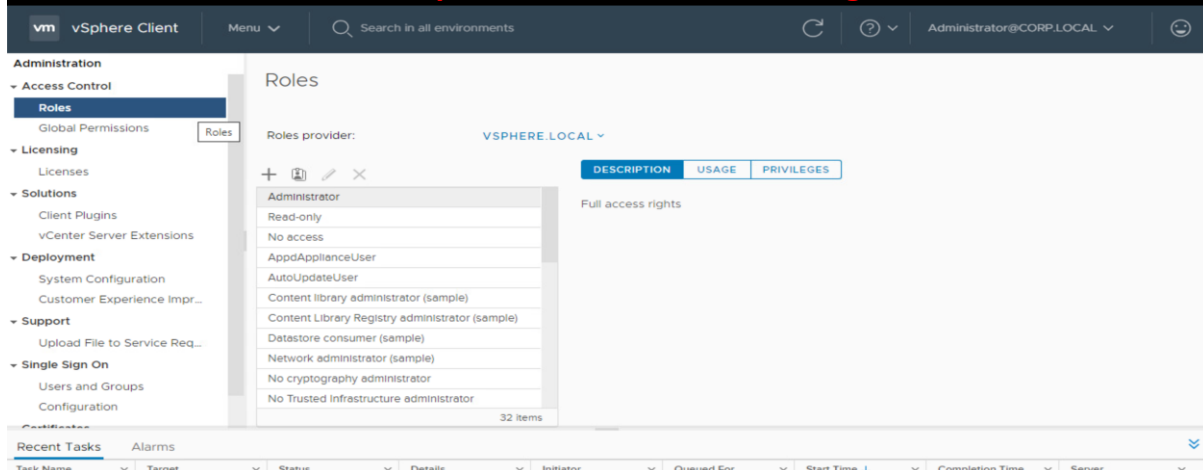 vm vSphere Client Menu Search in all environments Administrator@CORP.LOCAL
Administration
Access Control
Roles
Global Permissions
Roles
Licensing
Licenses
Solutions
Client Plugins
vCenter Server Extensions
Deployment
System Configuration
Customer Experience Impr...
Support
Upload File to Service Req...
Single Sign On
Users and Groups
Configuration
Certificates
Roles
Roles provider: VSPHERE.LOCAL
Administrator
Read-only
No access
AppdApplianceUser
AutoUpdateUser
Content library administrator (sample)
Content Library Registry administrator (sample)
Datastore consumer (sample)
Network administrator (sample)
No cryptography administrator
No Trusted Infrastructure administrator
32 items
DESCRIPTION USAGE PRIVILEGES
Full access rights
Recent Tasks Alarms
Task Name Target Status Details Initiator Queued For Start Time Completion Time Server